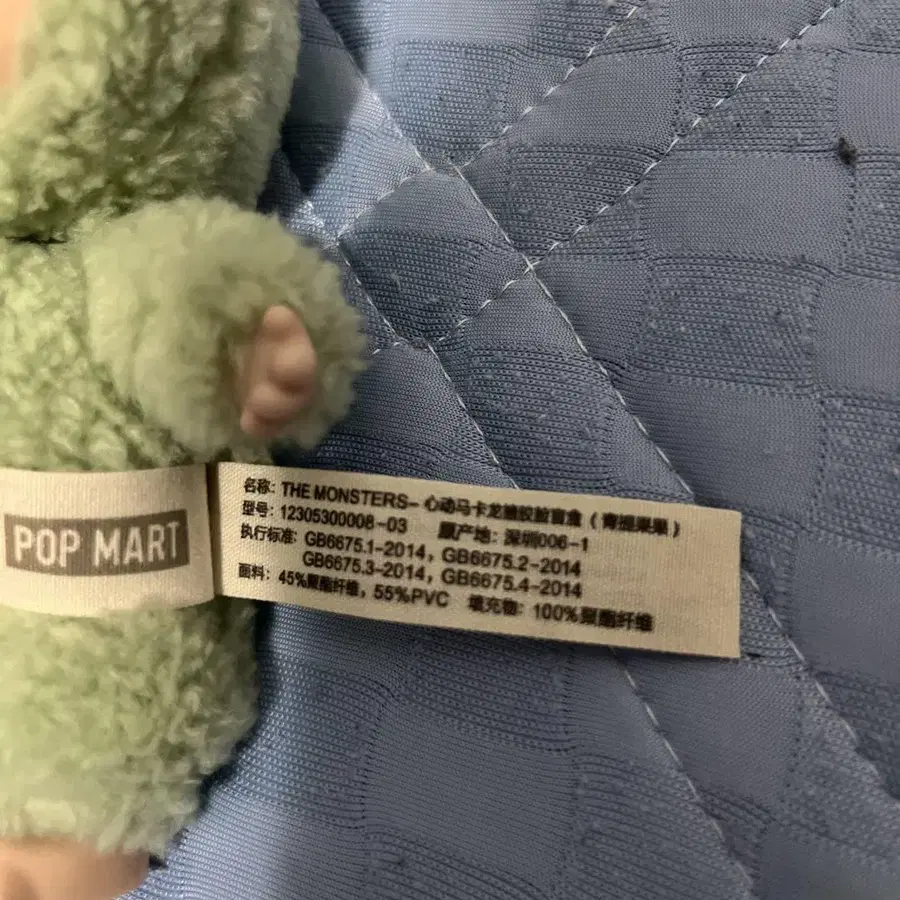 POP MART
名称: THE MONSTERS- 心动马卡龙搪胶脸盲盒 ( 青提果果 )
型号: 12305300008-03 原产地: 深圳006-1
执行标准: GB6675.1-2014, GB6675.2-2014
GB6675.3-2014, GB6675.4-2014
面料: 45%聚酯纤维, 55%PVC 填充物: 100%聚酯纤维